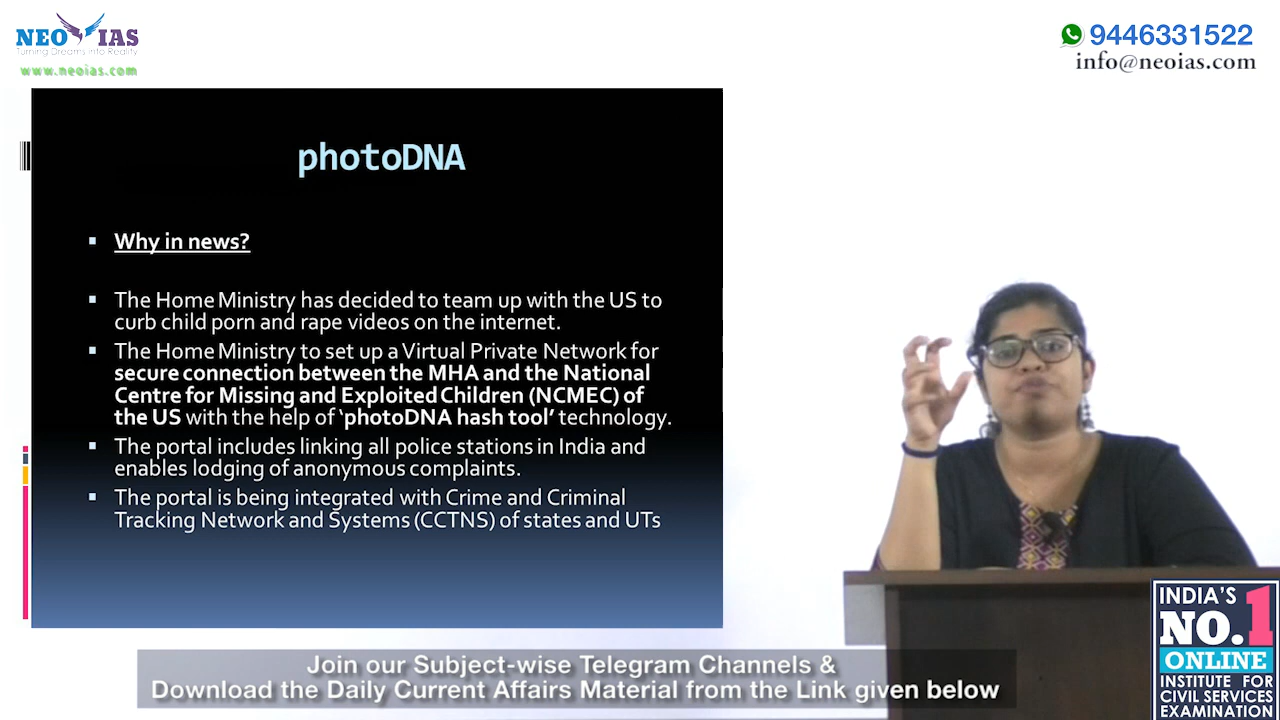 NEO IAS
Turning Dreams Into Reality
www.neoias.com
9446331522
info@neoias.com
photoDNA
Why in news?
The Home Ministry has decided to team up with the US to
curb child porn and rape videos on the internet.
The Home Ministry to set up a Virtual Private Network for
secure connection between the MHA and the National
Centre for Missing and Exploited Children (NCMEC) of
the US with the help of ‘photoDNA hash tool’ technology.
The portal includes linking all police stations in India and
enables lodging of anonymous complaints.
The portal is being integrated with Crime and Criminal
Tracking Network and Systems (CCTNS) of states and UTs
INDIA'S
NO.1
ONLINE
INSTITUTE FOR
CIVIL SERVICES
EXAMINATION
Join our Subject-wise Telegram Channels &
Download the Daily Current Affairs Material from the Link given below